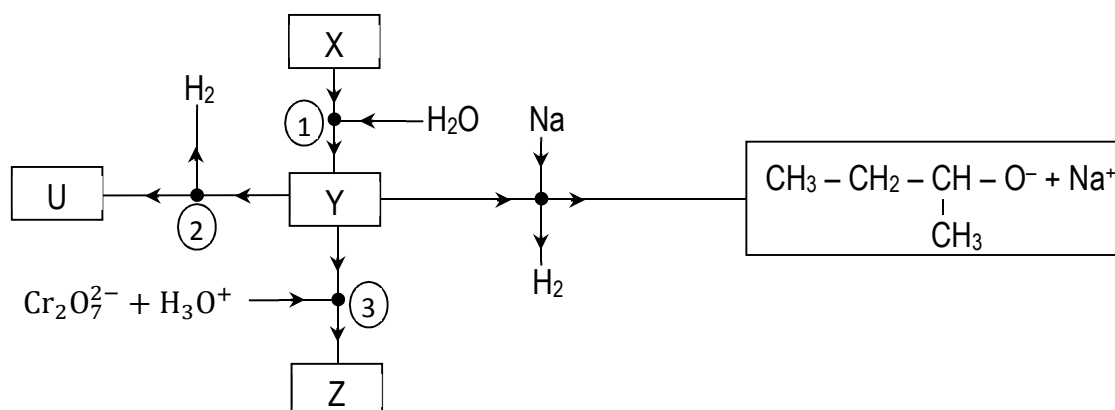 X
H₂
1
H₂O
Na
U
2
Y
CH₃ – CH₂ – CH – O⁻ + Na⁺
CH₃
H₂
Cr₂O₇²⁻ + H₃O⁺
3
Z